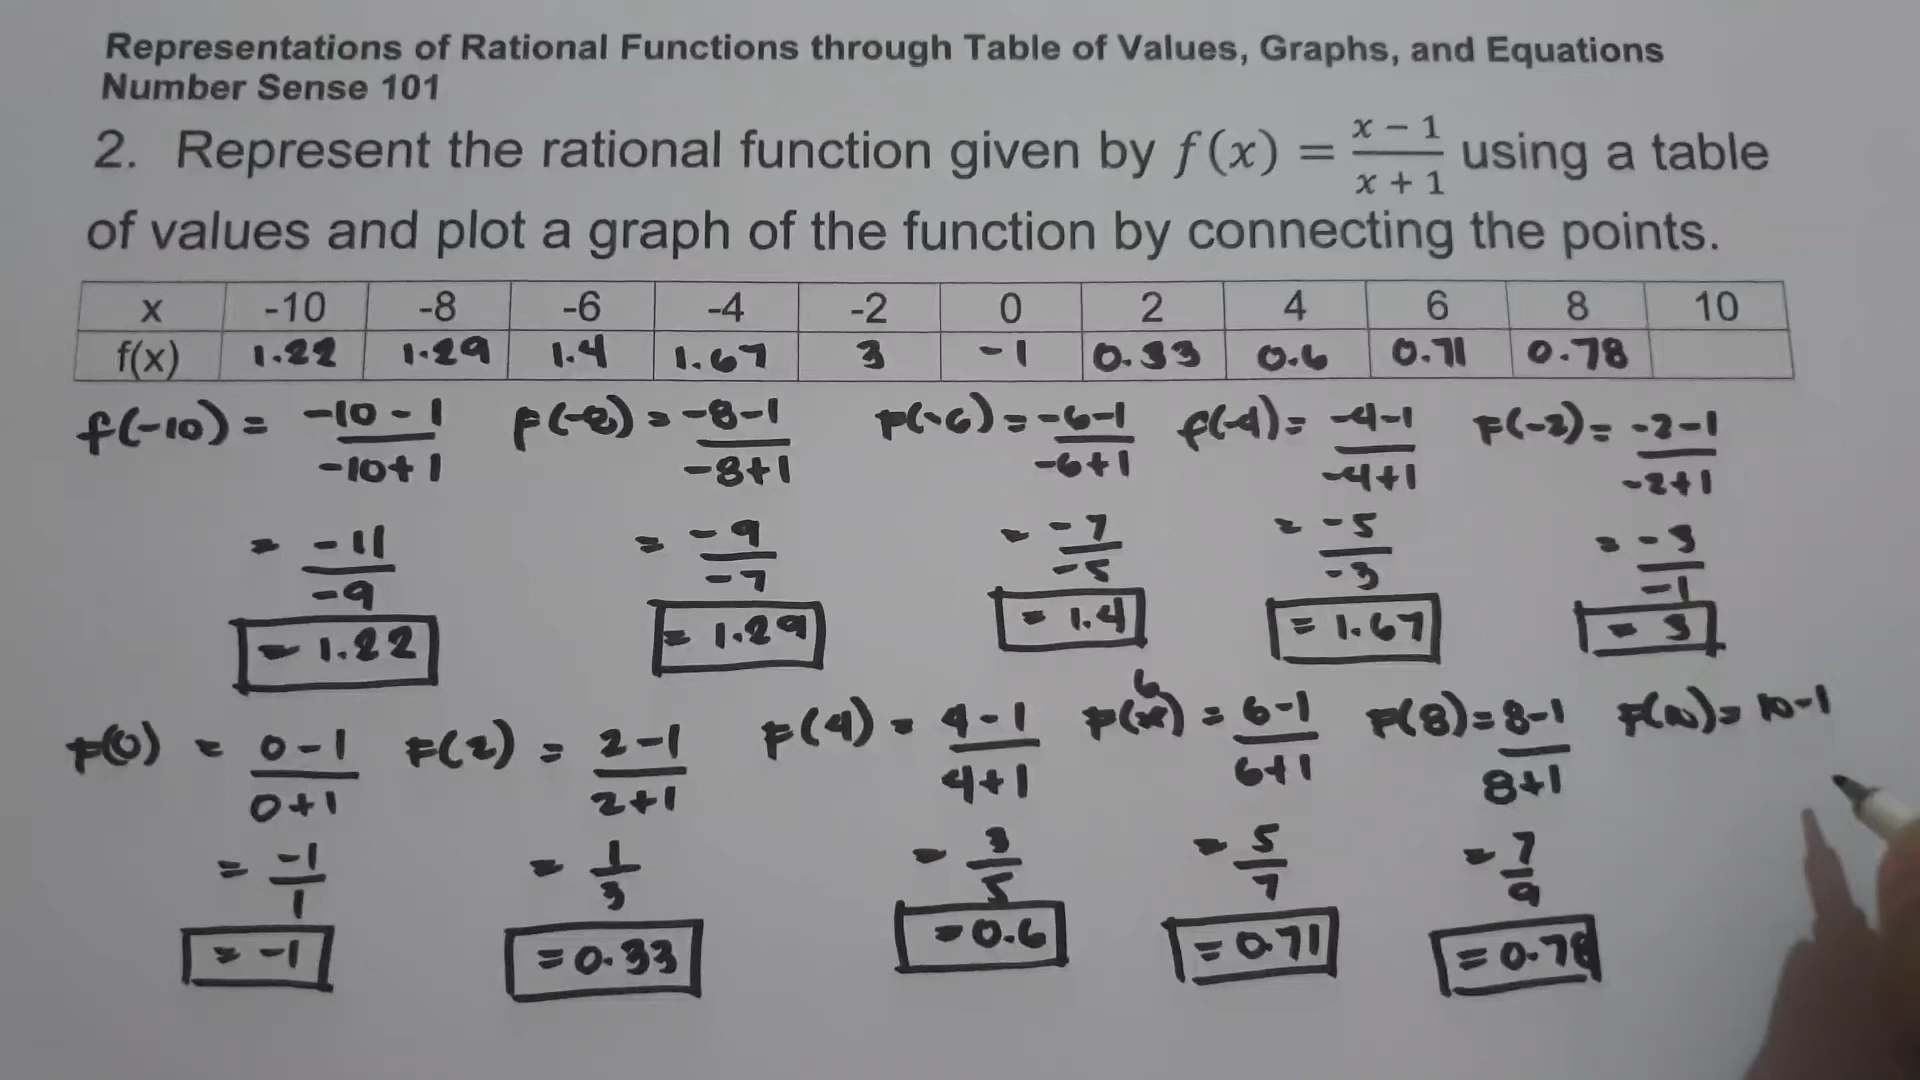 Representations of Rational Functions through Table of Values, Graphs, and Equations
Number Sense 101
2. Represent the rational function given by f(x) = (x − 1)/(x + 1) using a table
of values and plot a graph of the function by connecting the points.
x -10 -8 -6 -4 -2 0 2 4 6 8 10
f(x) 1.22 1.29 1.4 1.67 3 -1 0.33 0.6 0.71 0.78
f(-10) = (-10-1)/(-10+1) f(-8) = (-8-1)/(-8+1) f(-6) = (-6-1)/(-6+1) f(-4) = (-4-1)/(-4+1) f(-2) = (-2-1)/(-2+1)
= -11/-9 = -9/-7 = -7/-5 = -5/-3 = -3/-1
= 1.22 = 1.29 = 1.4 = 1.67 = 3
f(0) = (0-1)/(0+1) f(2) = (2-1)/(2+1) f(4) = (4-1)/(4+1) f(6) = (6-1)/(6+1) f(8) = (8-1)/(8+1) f(10) = 10-1
= -1/1 = 1/3 = 3/5 = 5/7 = 7/9
= -1 = 0.33 = 0.6 = 0.71 = 0.78